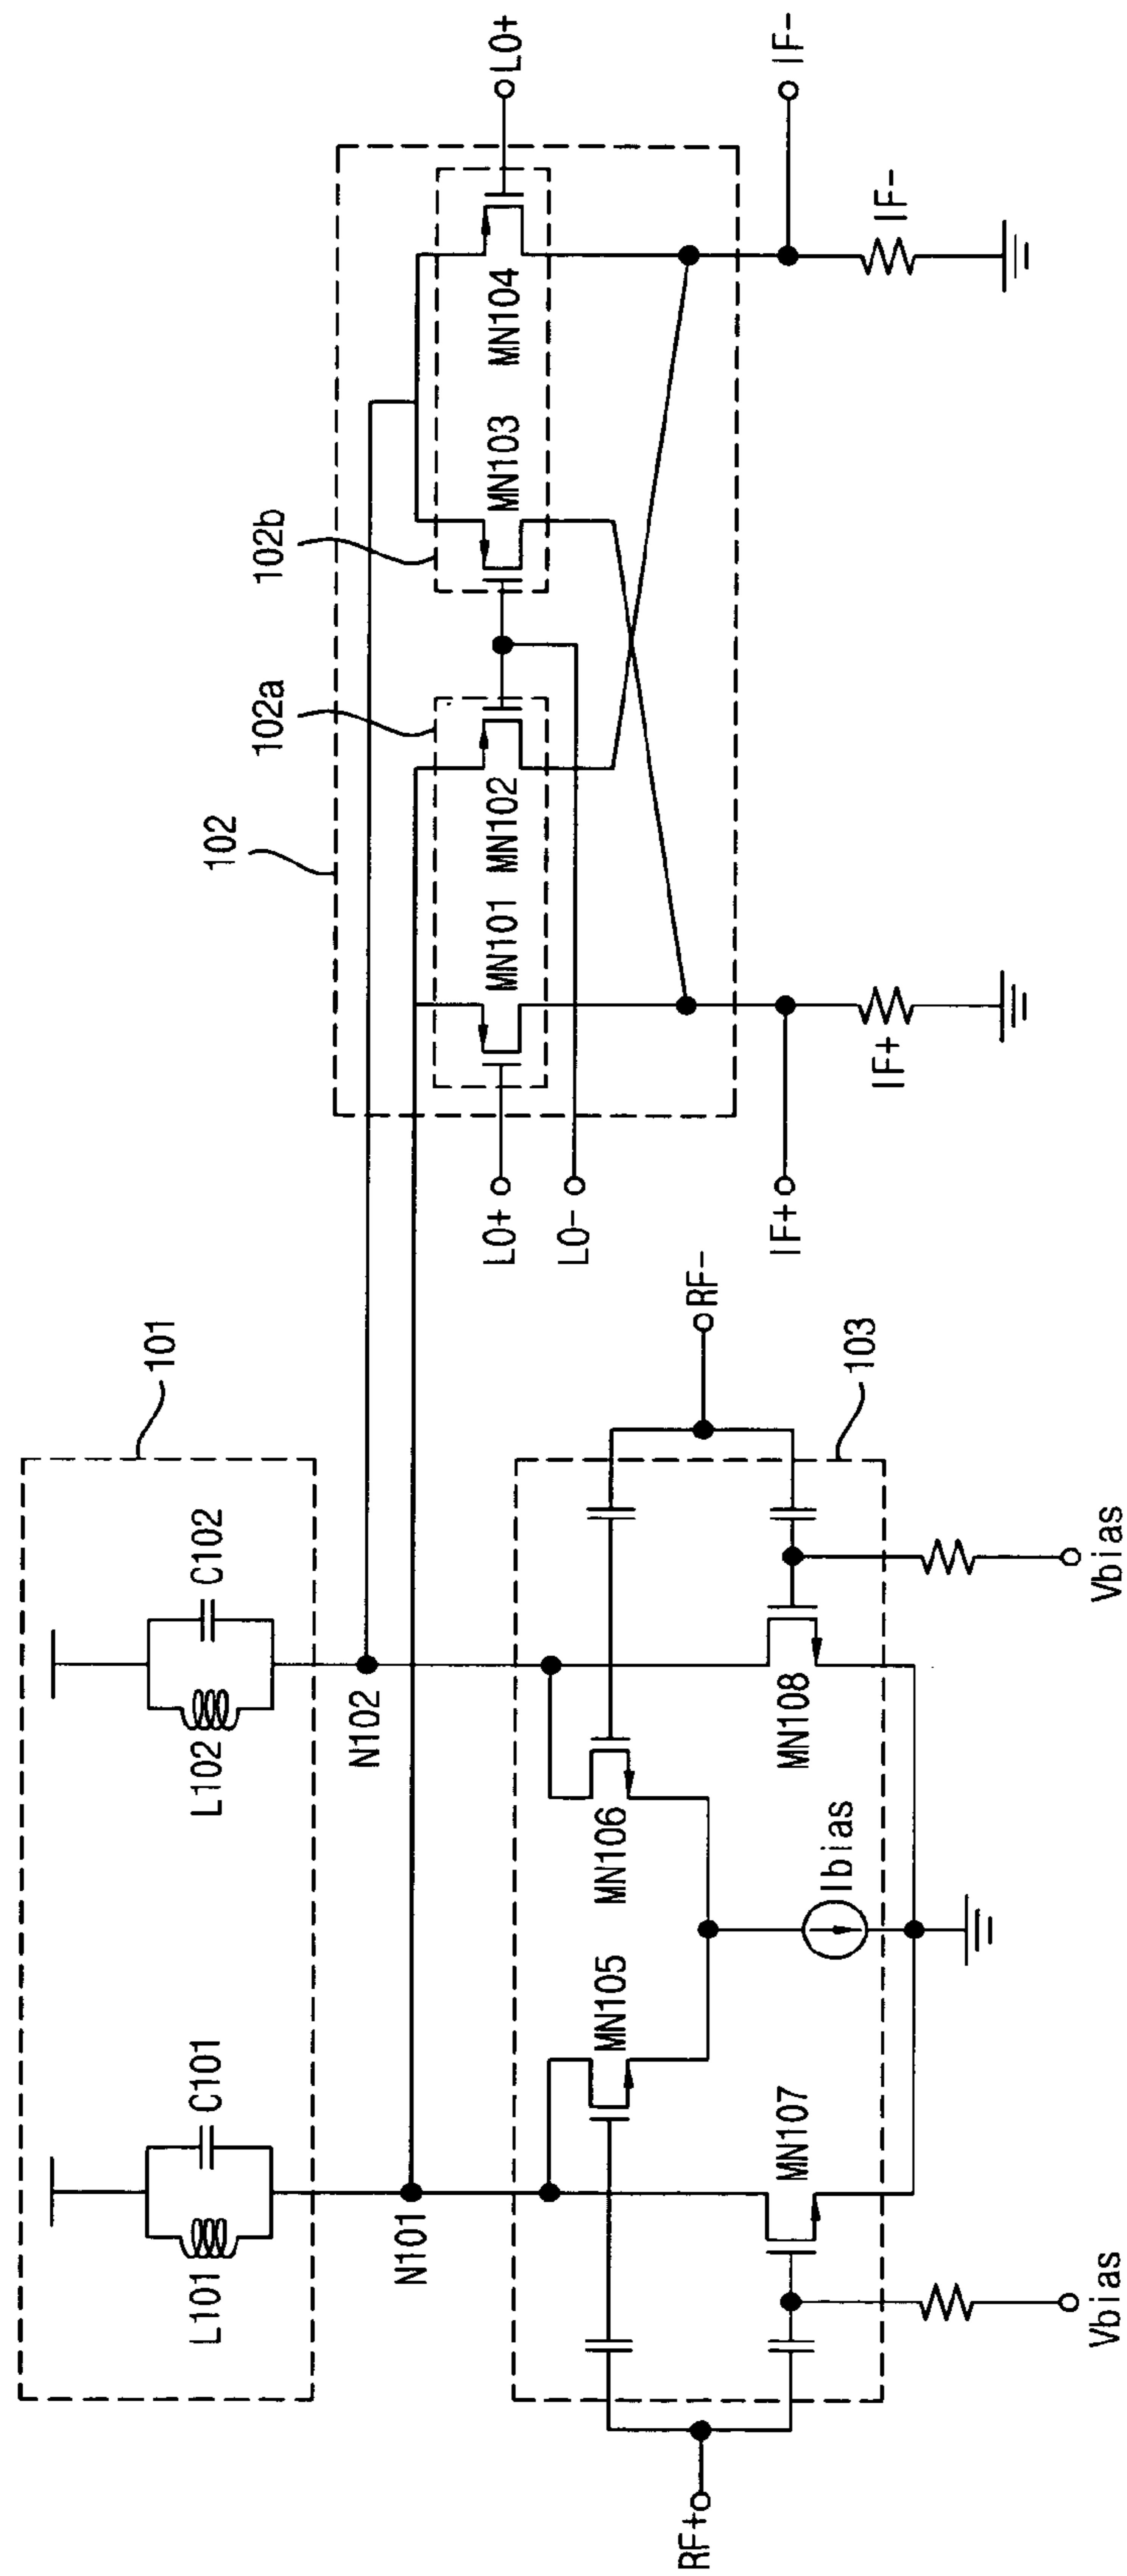 101
L101
C101
L102
C102
N101
N102
103
RF+
RF-
MN105
MN106
MN107
MN108
Ibias
Vbias
Vbias
102
102a
102b
LO+
LO-
LO+
MN101
MN102
MN103
MN104
IF+
IF+
IF-
IF-